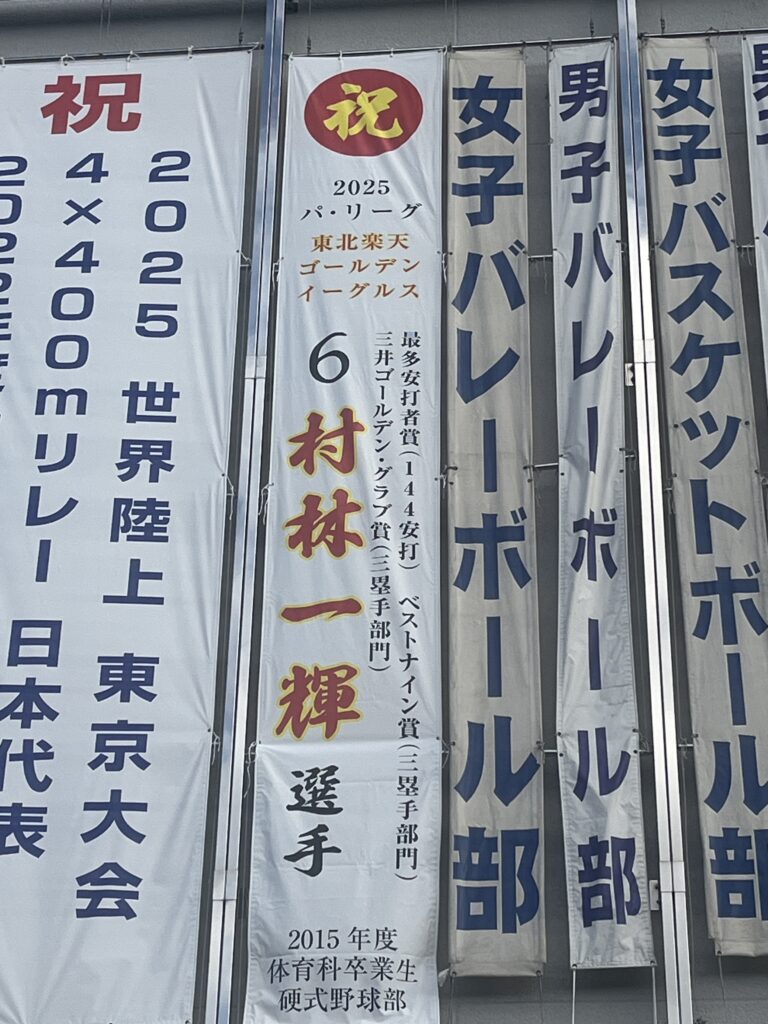 祝
2025 世界陸上 東京大会
4×400mリレー 日本代表
祝
2025
パ・リーグ
東北楽天
ゴールデン
イーグルス
最多安打者賞(144安打) ベストナイン賞(三塁手部門)
三井ゴールデン・グラブ賞(三塁手部門)
6 村林一輝 選手
2015年度
体育科卒業生
硬式野球部
女子バレーボール部
男子バレーボール部
女子バスケットボール部